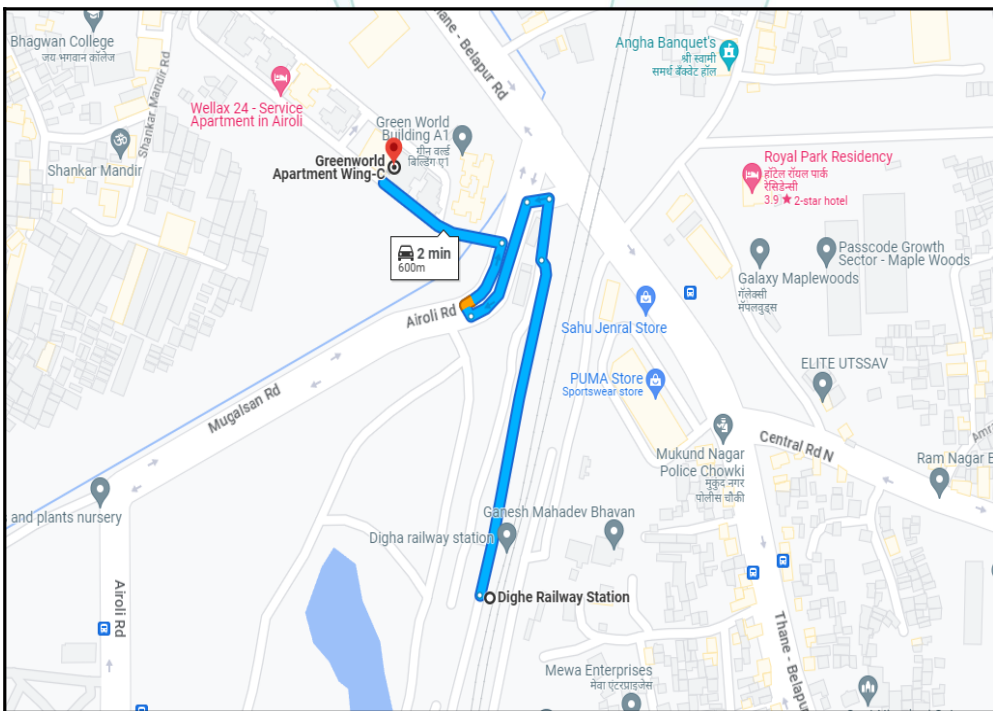 Bhagwan College
जय भगवान कॉलेज
Shankar Mandir Rd
Thane - Belapur Rd
Angha Banquet's
श्री स्वामी
समर्थ बँक्वेट हॉल
Wellax 24 - Service
Apartment in Airoli
Green World
Building A1
ग्रीन वर्ल्ड
बिल्डिंग ए1
Shankar Mandir
Greenworld
Apartment Wing-C
Royal Park Residency
हॉटेल रॉयल पार्क
रेसिडेन्सी
3.9 ★ 2-star hotel
2 min
600m
Passcode Growth
Sector - Maple Woods
Galaxy Maplewoods
गॅलेक्सी
मॅपलवुड्स
Airoli Rd
Sahu Jenral Store
ELITE UTSSAV
PUMA Store
Sportswear store
Mugalsan Rd
Mukund Nagar
Police Chowki
मुकुंद नगर
पोलीस चौकी
Central Rd N
Ram Nagar
and plants nursery
Ganesh Mahadev Bhavan
Digha railway station
Dighe Railway Station
Airoli Rd
Thane - Belapur
Mewa Enterprises
मेवा एंटरप्राइजेस